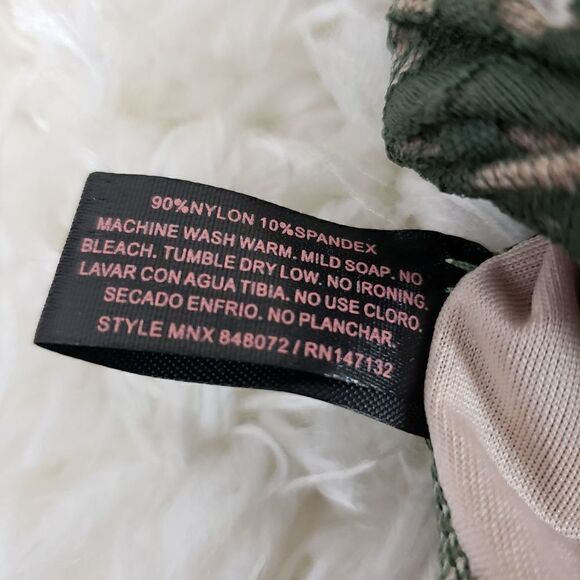 90%NYLON 10%SPANDEX
MACHINE WASH WARM. MILD SOAP. NO
BLEACH. TUMBLE DRY LOW. NO IRONING.
LAVAR CON AGUA TIBIA. NO USE CLORO.
SECADO ENFRIO. NO PLANCHAR.
STYLE MNX 848072 / RN147132